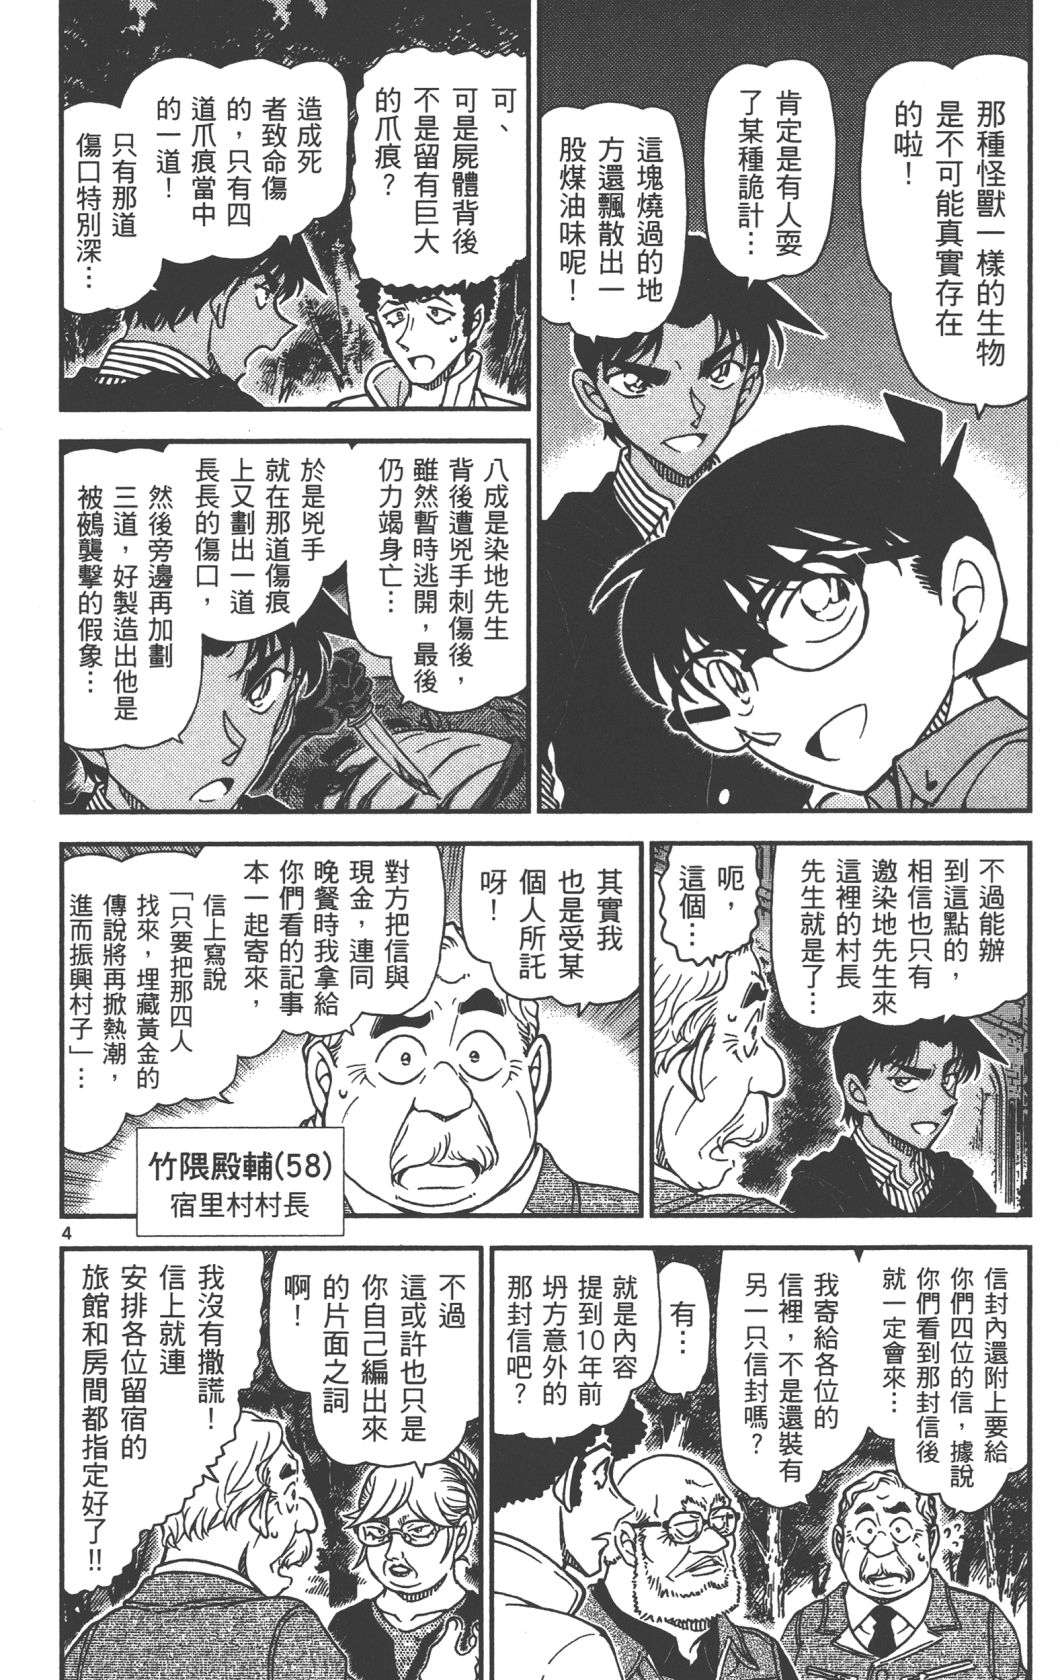 那種怪獸一樣的生物
是不可能真實存在
的啦！
肯定是有人耍
了某種詭計…
這塊燒過的地
方還飄散出一
股煤油味呢！
可、
可是屍體背後
不是留有巨大
的爪痕？
造成死
者致命傷
的，只有四
道爪痕當中
的一道！
只有那道
傷口特別深…
八成是染地先生
背後遭兇手刺傷後，
雖然暫時逃開，最後
仍力竭身亡…
於是兇手
就在那道傷痕
上又劃出一道
長長的傷口，
然後旁邊再加劃
三道，好製造出他是
被鵺襲擊的假象…
不過能辦
到這點的，
相信也只有
邀染地先生來
這裡的村長
先生就是了…
呃，
這個…
其實我
也是受某
個人所託
呀！
對方把信與
現金，連同
晚餐時我拿給
你們看的記事
本一起寄來，
信上寫說
「只要把那四人
找來，埋藏黃金的
傳說將再掀熱潮，
進而振興村子」…
竹隈殿輔(58)
宿里村村長
4
信封內還附上要給
你們四位的信，據說
你們看到那封信後
就一定會來…
我寄給各位的
信裡，不是還裝有
另一只信封嗎？
有…
就是內容
提到10年前
坍方意外的
那封信吧？
不過
這或許也只是
你自己編出來
的片面之詞
啊！
我沒有撒謊！
信上就連
安排各位留宿的
旅館和房間都指定好了!!